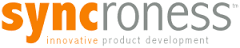 syncroness™
innovative product development